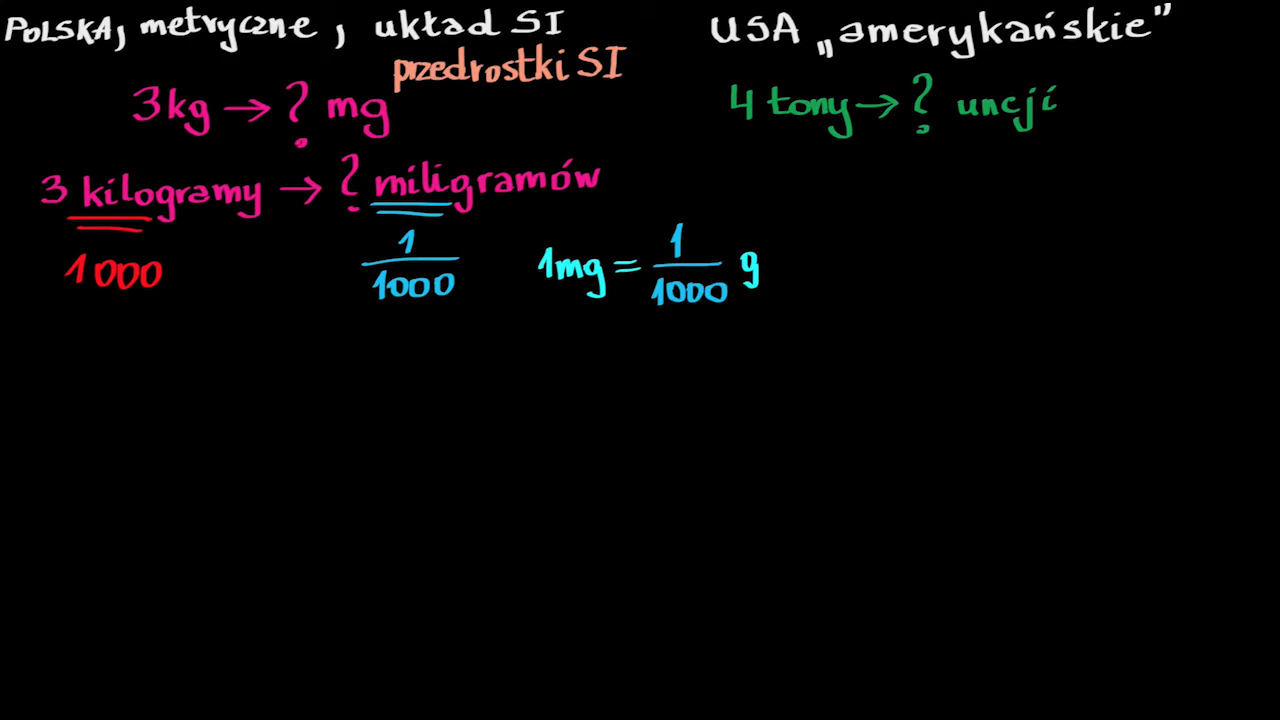 POLSKA, metryczne, układ SI
przedrostki SI
3kg → ? mg
3 kilogramy → ? miligramów
1000
1/1000
1mg = 1/1000 g
USA „amerykańskie”
4 tony → ? uncji